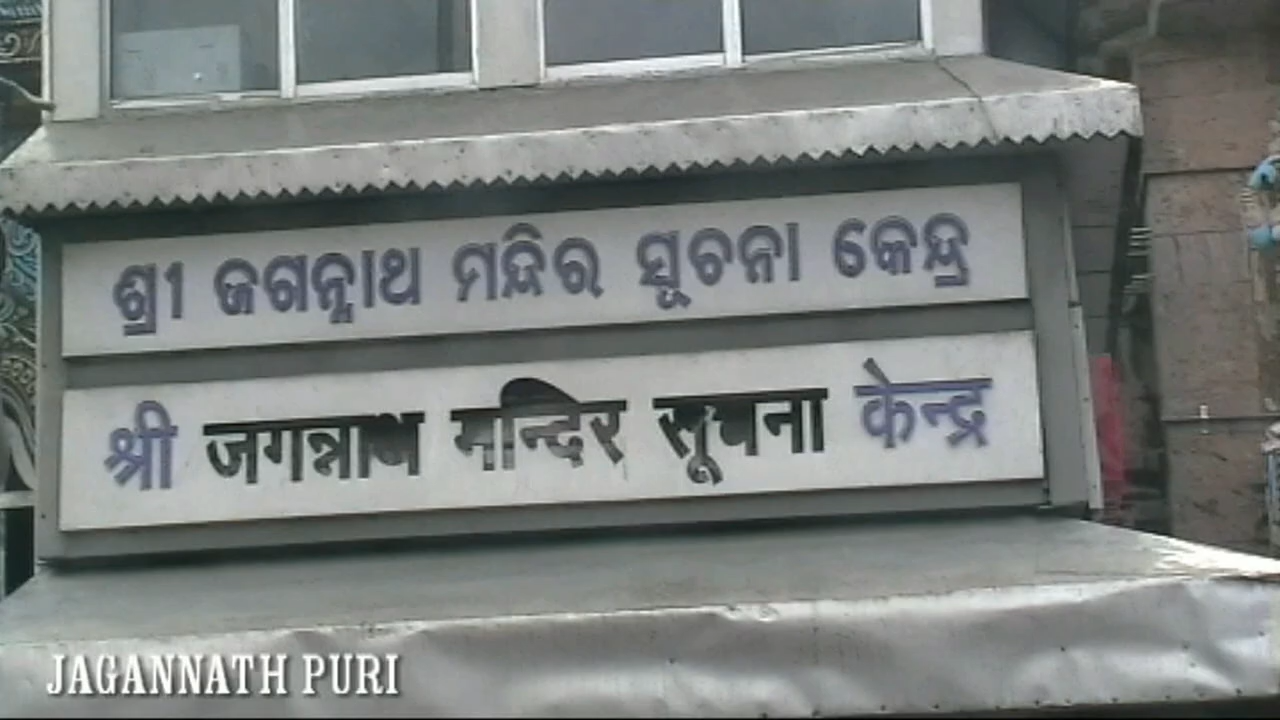 ଶ୍ରୀ ଜଗନ୍ନାଥ ମନ୍ଦିର ସୂଚନା କେନ୍ଦ୍ର
श्री जगन्नाथ मन्दिर सूचना केन्द्र
JAGANNATH PURI